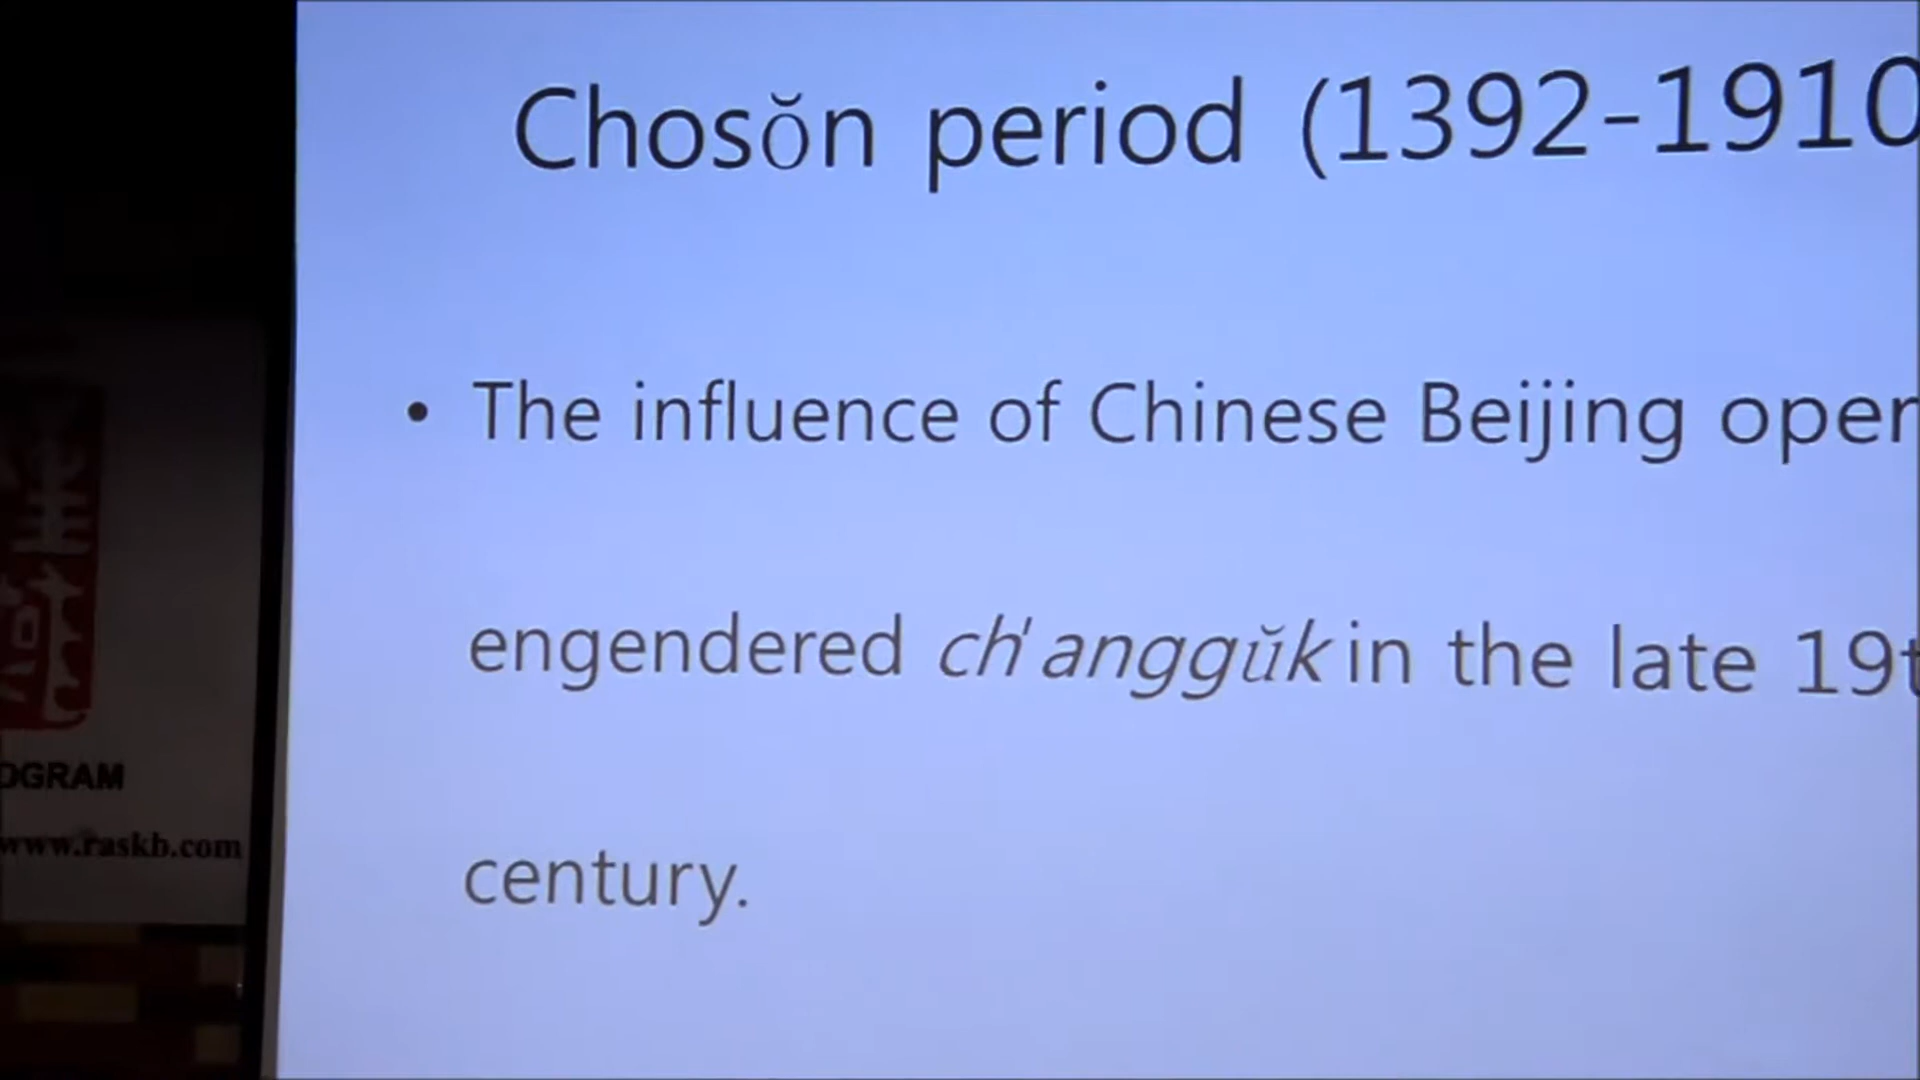 Chosŏn period (1392-1910
• The influence of Chinese Beijing oper
engendered ch'anggŭk in the late 19t
century.
OGRAM
www.raskb.com